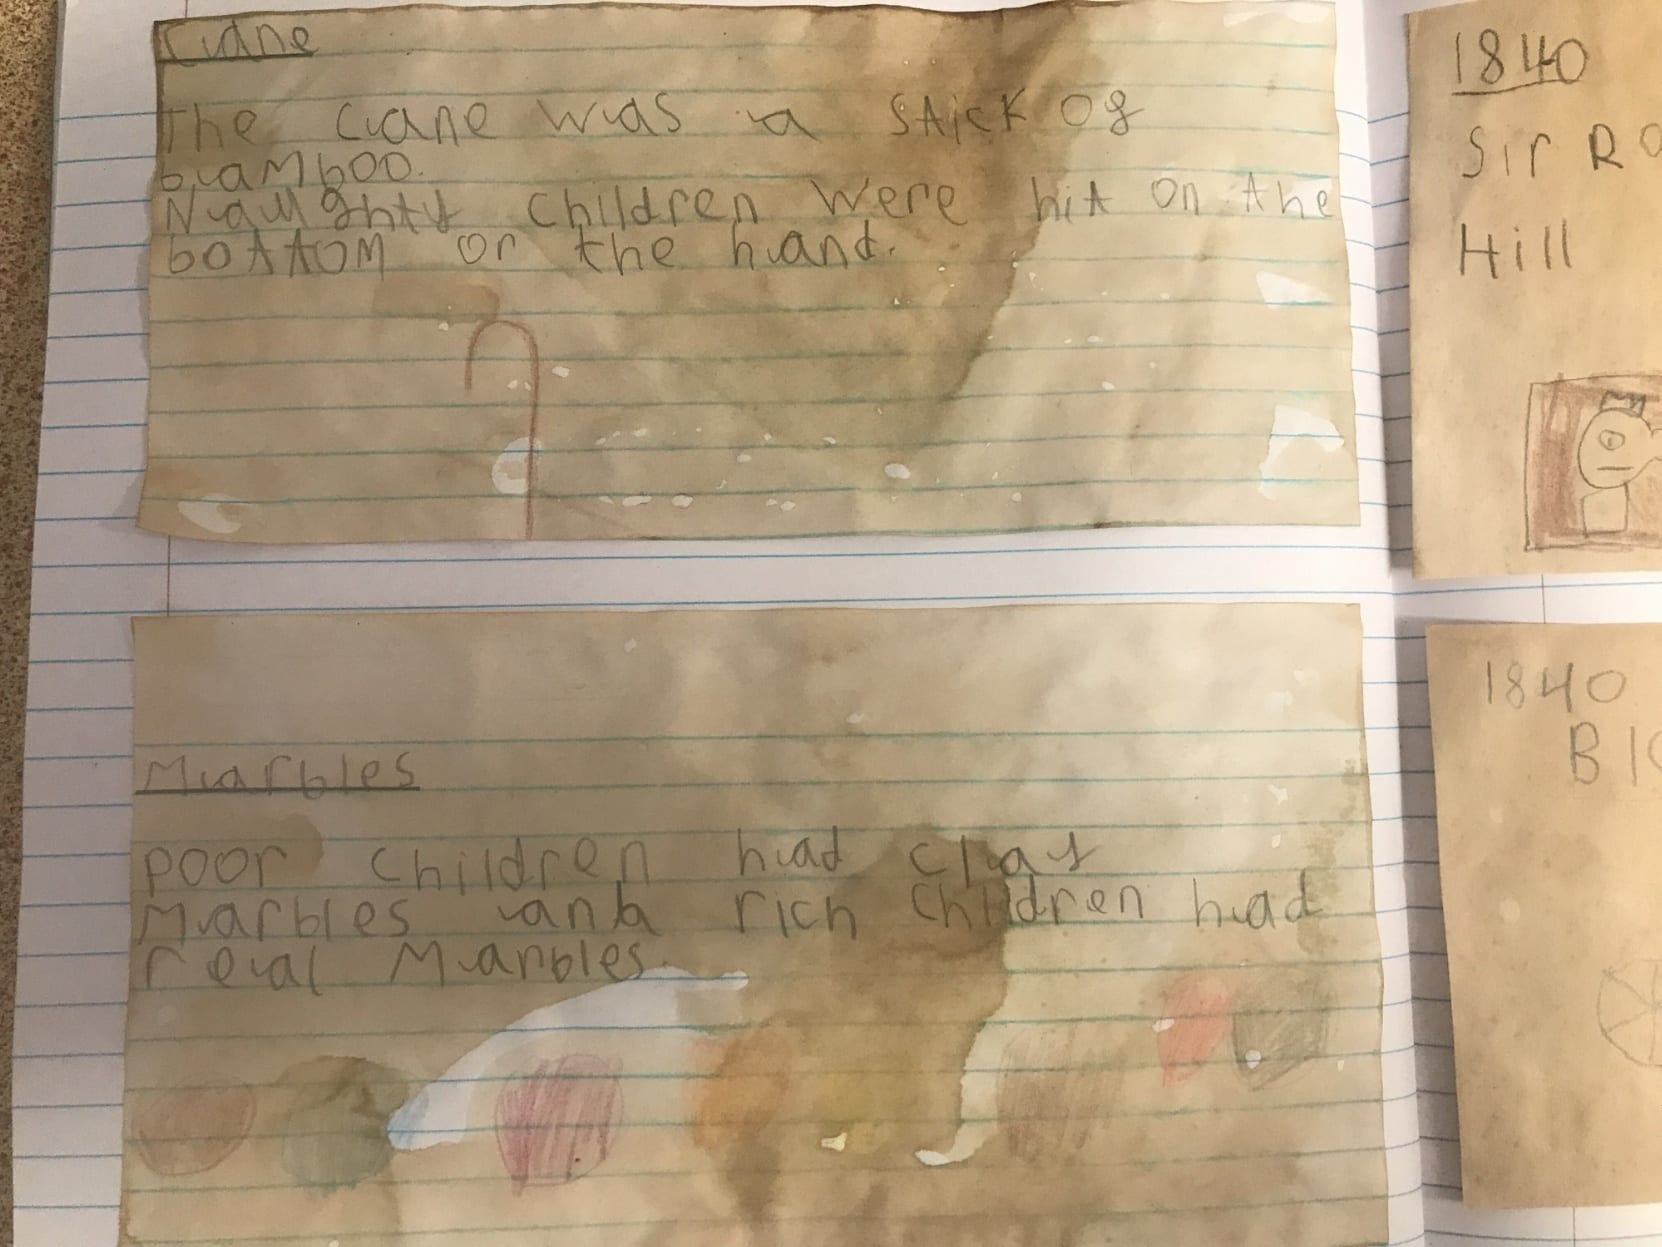 Cane
The cane was a stick of
bamboo.
Naughty children were hit on the
bottom or the hand.
Marbles
Poor children had clay
Marbles and rich children had
real Marbles.
1840
Sir Ro
Hill
1840